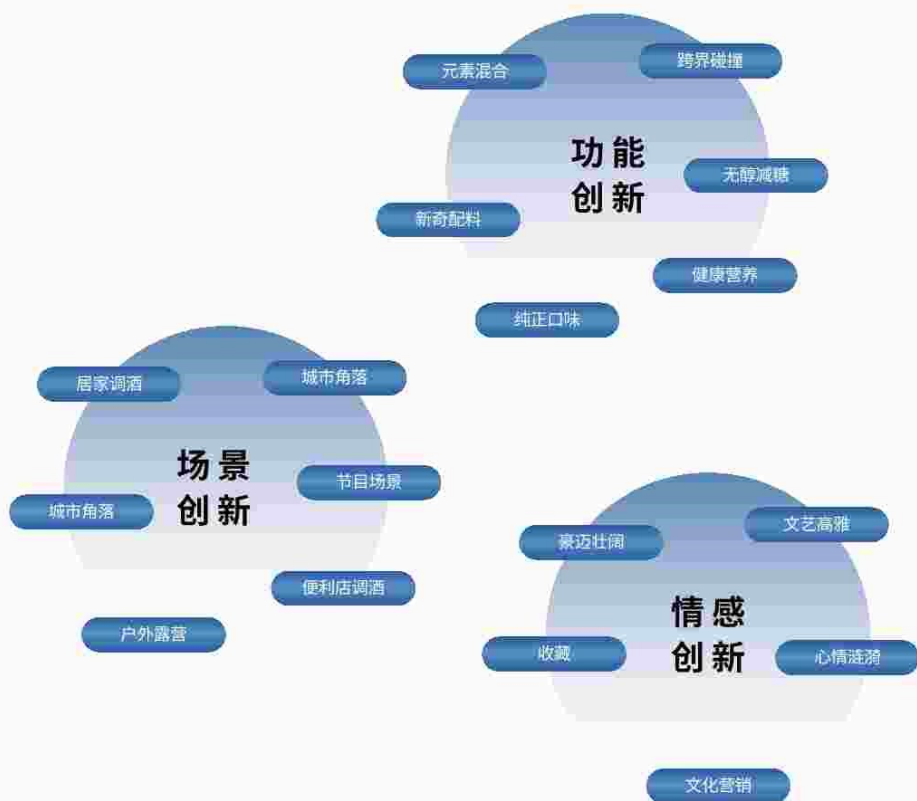 元素混合
跨界碰撞
功能
创新
无醇减糖
新奇配料
健康营养
纯正口味
居家调酒
城市角落
场景
创新
节目场景
城市角落
便利店调酒
户外露营
豪迈壮阔
文艺高雅
情感
创新
收藏
心情涟漪
文化营销